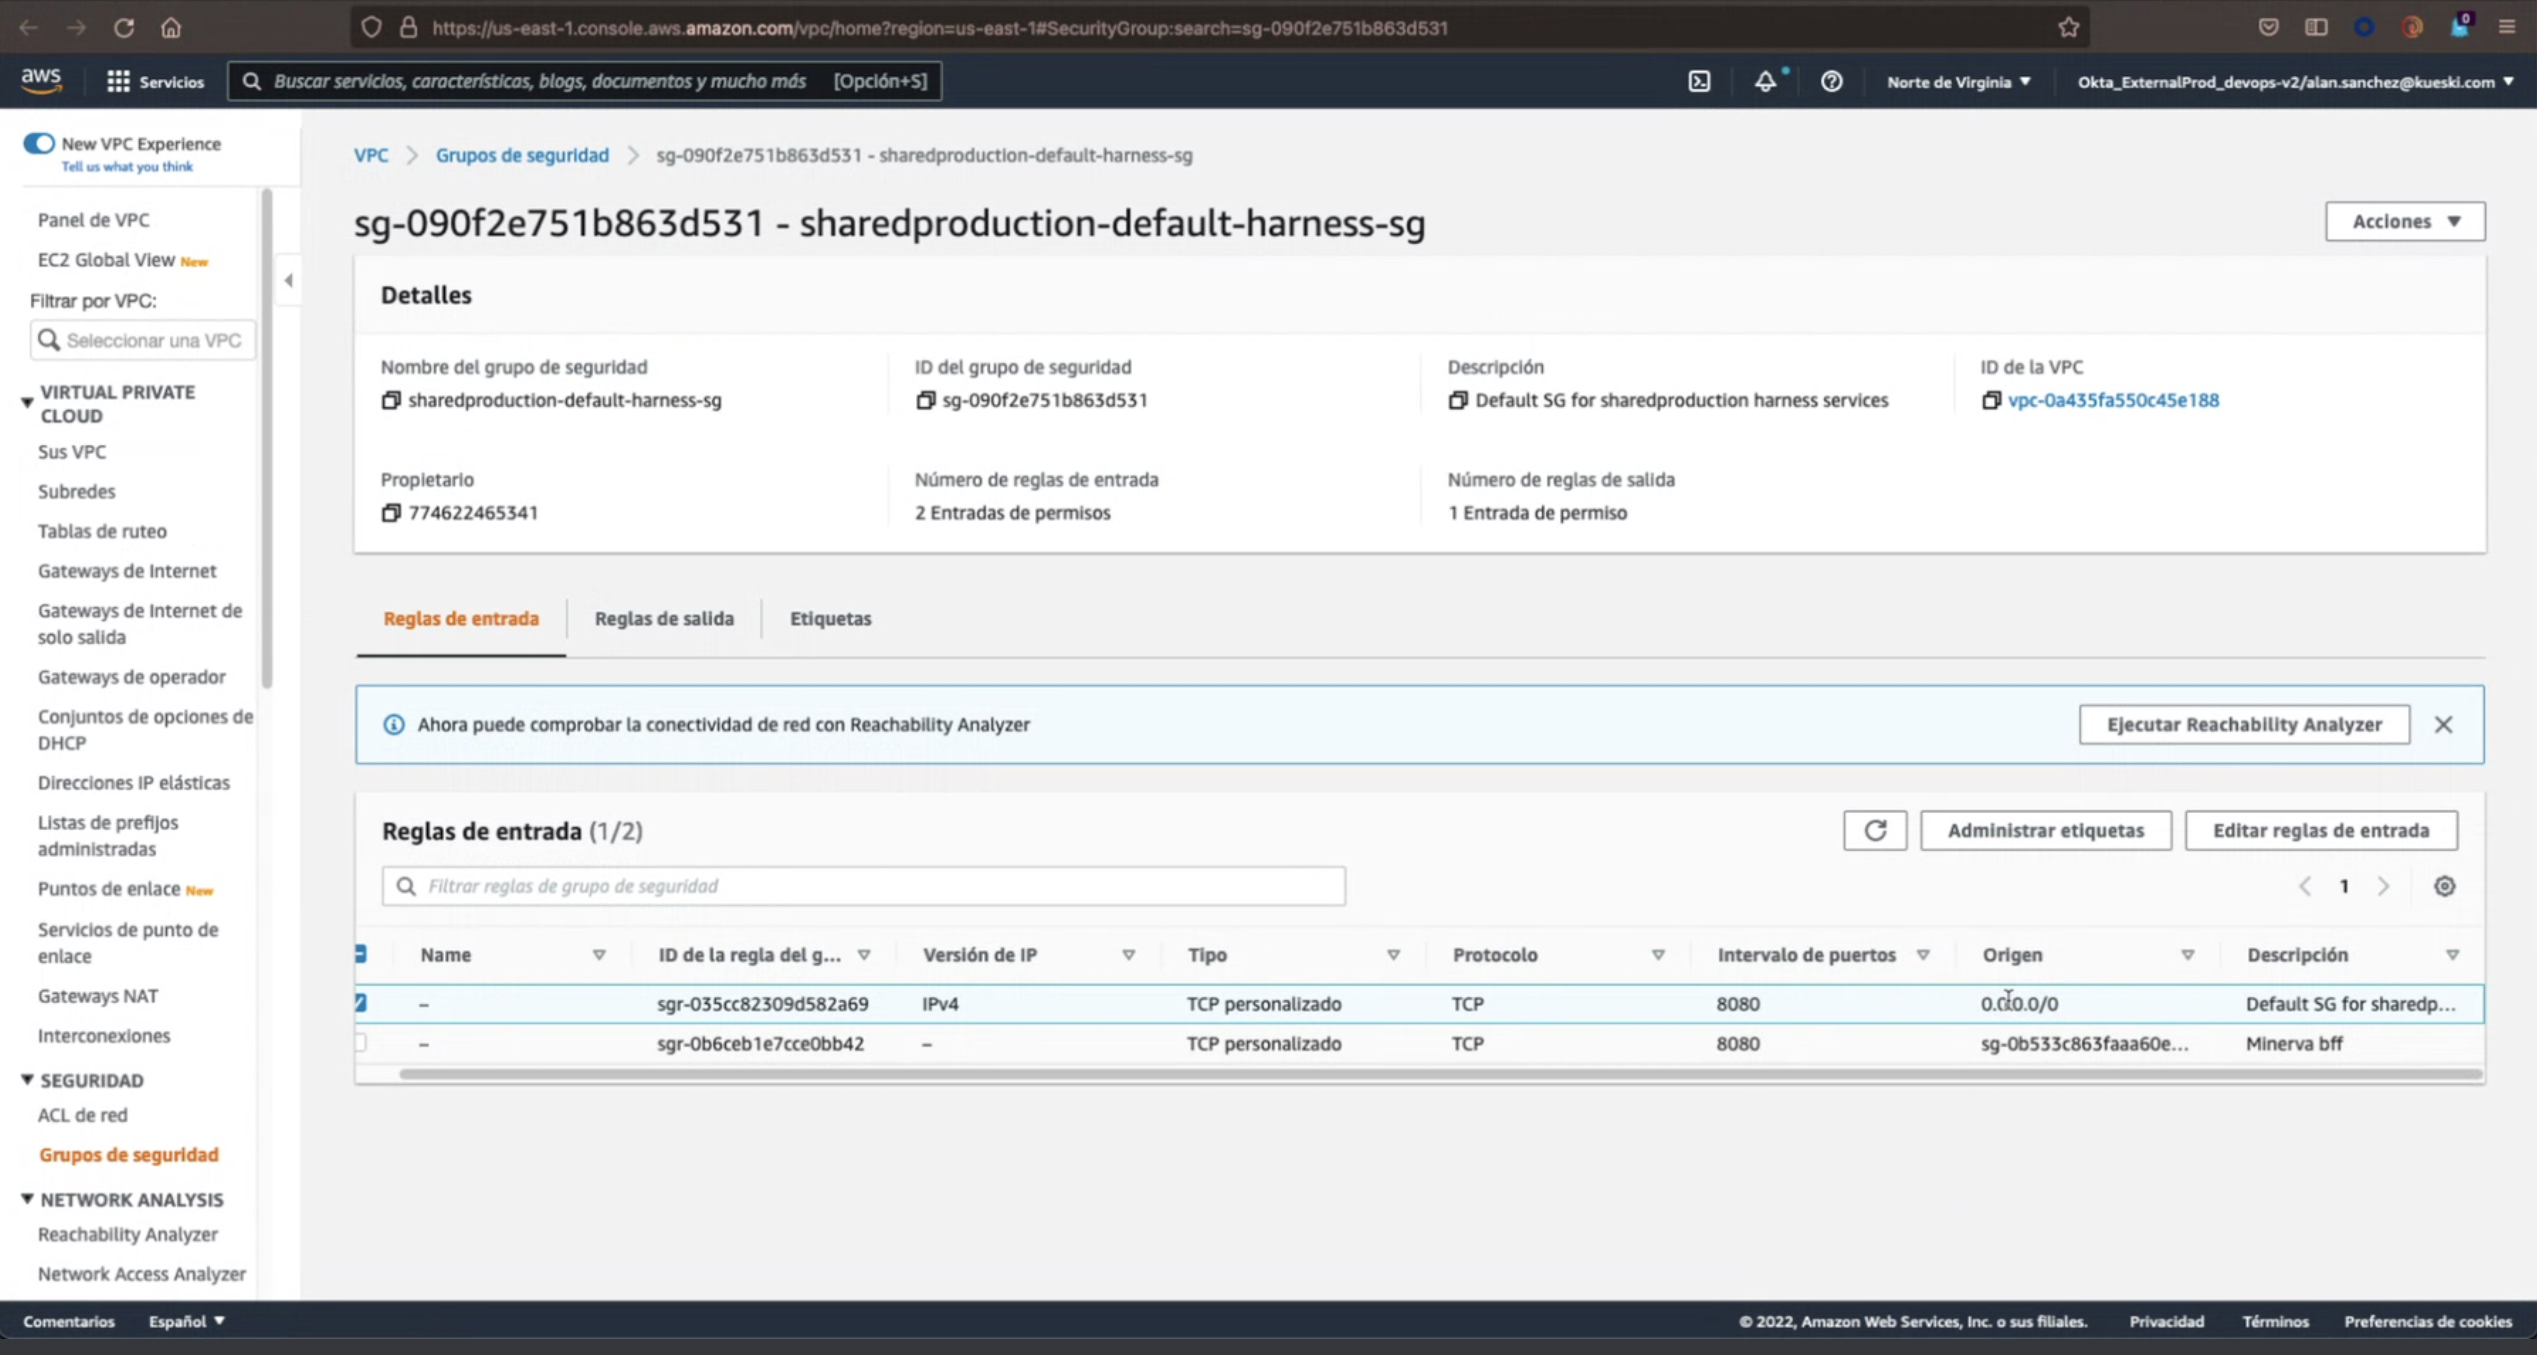 https://us-east-1.console.aws.amazon.com/vpc/home?region=us-east-1#SecurityGroup:search=sg-090f2e751b863d531
0
aws
Servicios
Buscar servicios, características, blogs, documentos y mucho más [Opción+S]
Norte de Virginia
Okta_ExternalProd_devops-v2/alan.sanchez@kueski.com
New VPC Experience
Tell us what you think
Panel de VPC
EC2 Global View New
Filtrar por VPC:
Seleccionar una VPC
VIRTUAL PRIVATE
CLOUD
Sus VPC
Subredes
Tablas de ruteo
Gateways de Internet
Gateways de Internet de
solo salida
Gateways de operador
Conjuntos de opciones de
DHCP
Direcciones IP elásticas
Listas de prefijos
administradas
Puntos de enlace New
Servicios de punto de
enlace
Gateways NAT
Interconexiones
SEGURIDAD
ACL de red
Grupos de seguridad
NETWORK ANALYSIS
Reachability Analyzer
Network Access Analyzer
VPC > Grupos de seguridad > sg-090f2e751b863d531 - sharedproduction-default-harness-sg
sg-090f2e751b863d531 - sharedproduction-default-harness-sg
Acciones
Detalles
Nombre del grupo de seguridad
sharedproduction-default-harness-sg
ID del grupo de seguridad
sg-090f2e751b863d531
Descripción
Default SG for sharedproduction harness services
ID de la VPC
vpc-0a435fa550c45e188
Propietario
774622465341
Número de reglas de entrada
2 Entradas de permisos
Número de reglas de salida
1 Entrada de permiso
Reglas de entrada
Reglas de salida
Etiquetas
Ahora puede comprobar la conectividad de red con Reachability Analyzer
Ejecutar Reachability Analyzer
Reglas de entrada (1/2)
Administrar etiquetas
Editar reglas de entrada
Filtrar reglas de grupo de seguridad
1
Name ID de la regla del g... Versión de IP Tipo Protocolo Intervalo de puertos Origen Descripción
– sgr-035cc82309d582a69 IPv4 TCP personalizado TCP 8080 0.0.0.0/0 Default SG for sharedp...
– sgr-0b6ceb1e7cce0bb42 – TCP personalizado TCP 8080 sg-0b533c863faaa60e... Minerva bff
Comentarios
Español
© 2022, Amazon Web Services, Inc. o sus filiales.
Privacidad
Términos
Preferencias de cookies